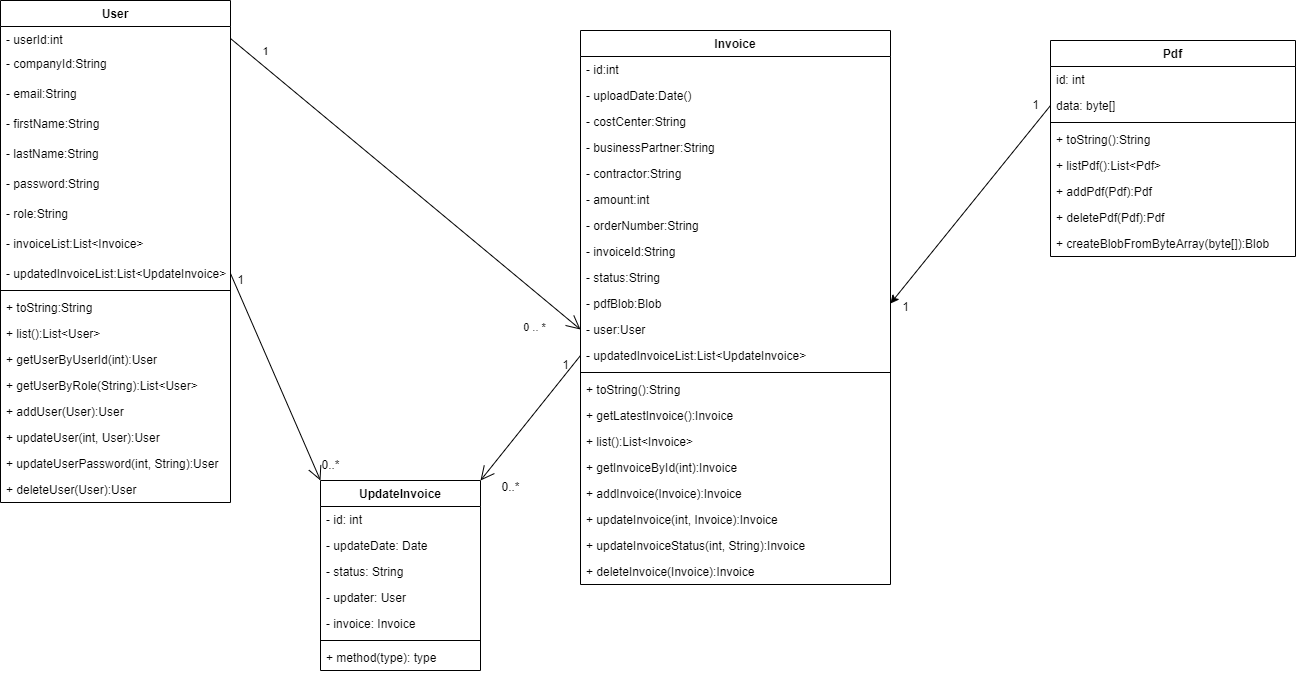 User
- userId:int
- companyId:String
- email:String
- firstName:String
- lastName:String
- password:String
- role:String
- invoiceList:List<Invoice>
- updatedInvoiceList:List<UpdateInvoice>
+ toString:String
+ list():List<User>
+ getUserByUserId(int):User
+ getUserByRole(String):List<User>
+ addUser(User):User
+ updateUser(int, User):User
+ updateUserPassword(int, String):User
+ deleteUser(User):User
1
0 .. *
1
0..*
UpdateInvoice
- id: int
- updateDate: Date
- status: String
- updater: User
- invoice: Invoice
+ method(type): type
Invoice
- id:int
- uploadDate:Date()
- costCenter:String
- businessPartner:String
- contractor:String
- amount:int
- orderNumber:String
- invoiceId:String
- status:String
- pdfBlob:Blob
- user:User
- updatedInvoiceList:List<UpdateInvoice>
+ toString():String
+ getLatestInvoice():Invoice
+ list():List<Invoice>
+ getInvoiceById(int):Invoice
+ addInvoice(Invoice):Invoice
+ updateInvoice(int, Invoice):Invoice
+ updateInvoiceStatus(int, String):Invoice
+ deleteInvoice(Invoice):Invoice
1
0..*
Pdf
id: int
data: byte[]
+ toString():String
+ listPdf():List<Pdf>
+ addPdf(Pdf):Pdf
+ deletePdf(Pdf):Pdf
+ createBlobFromByteArray(byte[]):Blob
1
1